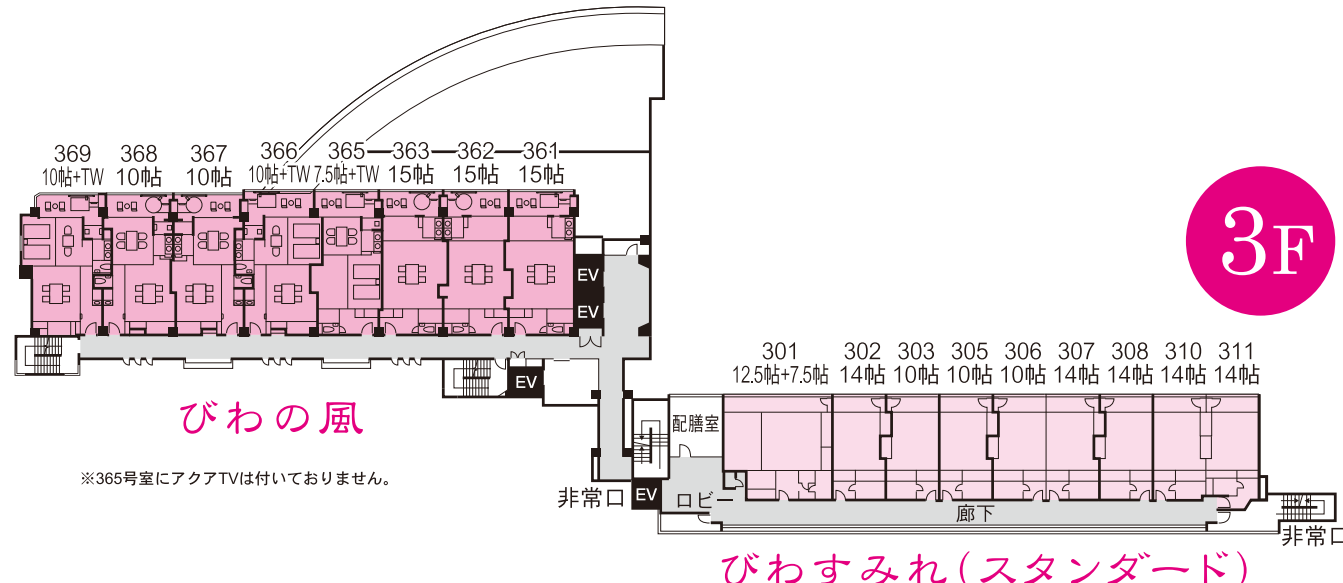 369 368 367 366 365 363 362 361
10帖+TW 10帖 10帖 10帖+TW 7.5帖+TW 15帖 15帖 15帖
3F
EV
EV
EV
301 302 303 305 306 307 308 310 311
12.5帖+7.5帖 14帖 10帖 10帖 10帖 14帖 14帖 14帖 14帖
びわの風
配膳室
※365号室にアクアTVは付いておりません。
非常口 EV ロビー
廊下
非常口
びわすみれ(スタンダード)